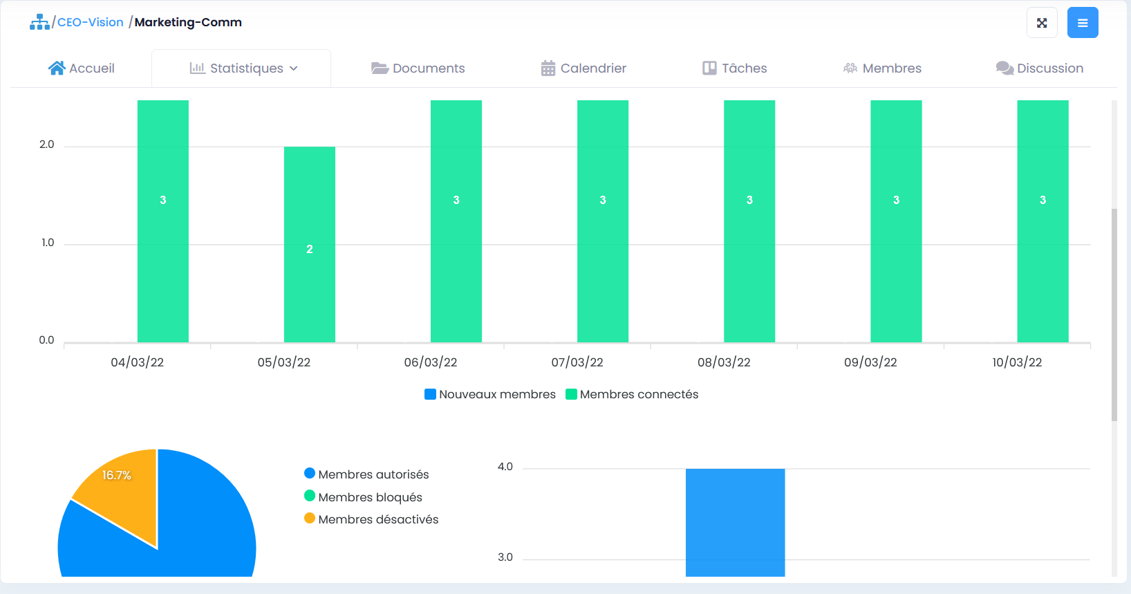 /CEO-Vision /Marketing-Comm
Accueil Statistiques Documents Calendrier Tâches Membres Discussion
2.0
3 3 3 3 3 3
1.0
2
0.0
04/03/22 05/03/22 06/03/22 07/03/22 08/03/22 09/03/22 10/03/22
Nouveaux membres Membres connectés
4.0
16.7%
Membres autorisés
Membres bloqués
Membres désactivés
3.0